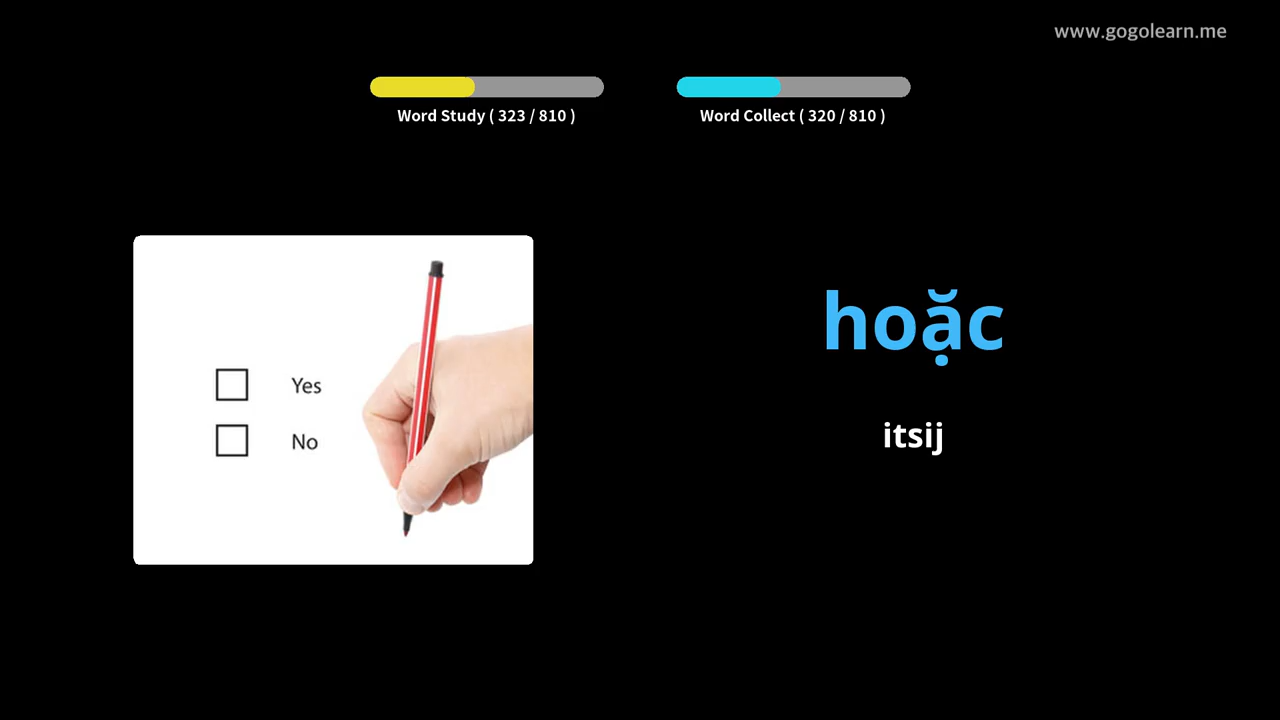 www.gogolearn.me
Word Study ( 323 / 810 )
Word Collect ( 320 / 810 )
Yes
No
hoặc
itsij